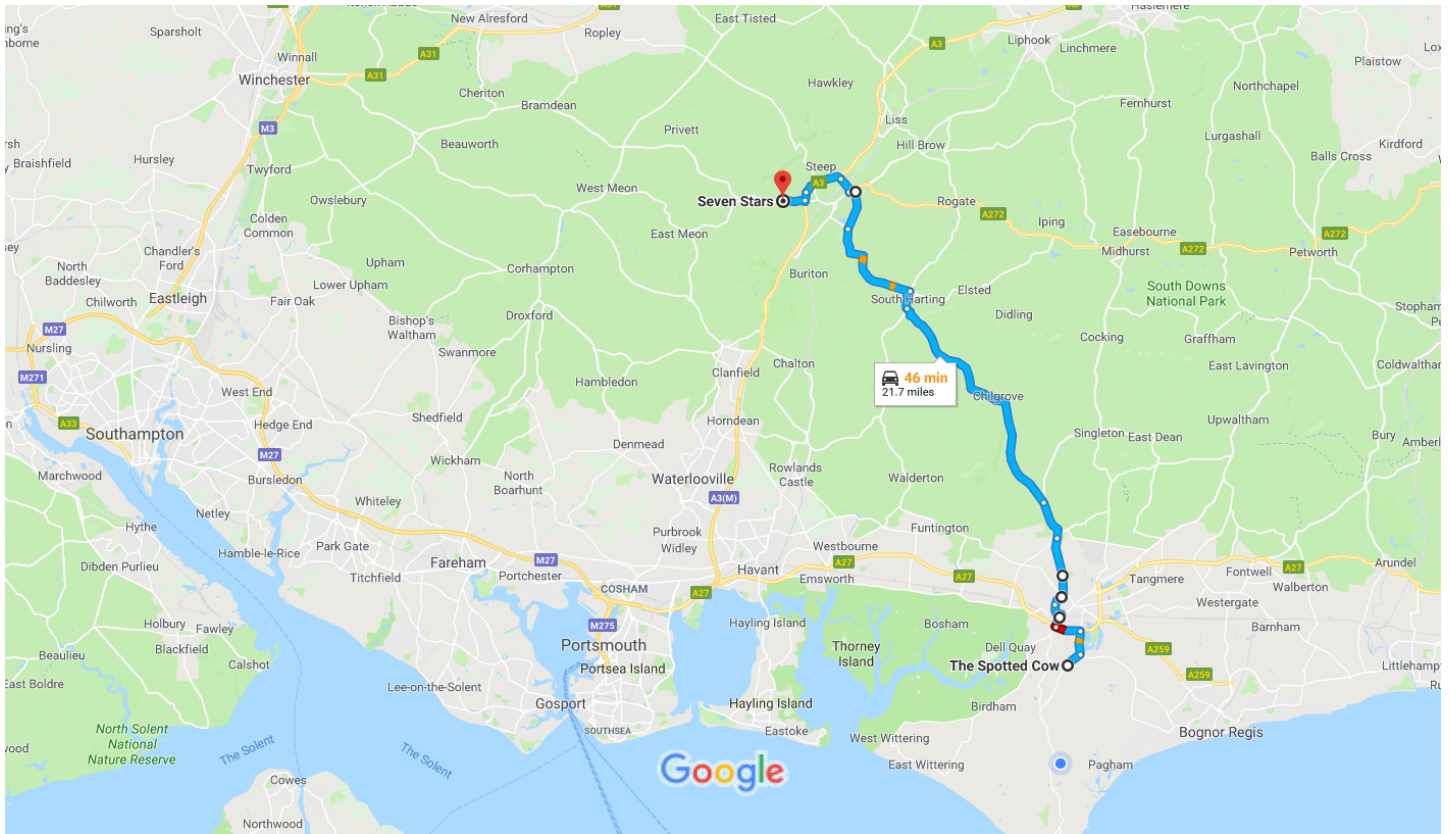 East Tisted
Haslemere
New Alresford
Sparsholt
Ropley
Liphook
Linchmere
A3
Winnall
A31
Plaistow
Winchester
A31
Hawkley
Northchapel
Cheriton
Bramdean
Fernhurst
Liss
M3
Privett
Lurgashall
Beauworth
Hill Brow
Kirdford
Hursley
Balls Cross
Braishfield
Twyford
Steep
A3
West Meon
Seven Stars
Owslebury
Rogate
A272
Colden
Common
Iping
East Meon
Easebourne
A272
Chandler's
Ford
Midhurst
A272
Petworth
Upham
North
Baddesley
Corhampton
Buriton
Lower Upham
Elsted
South Downs
National Park
Chilworth
Eastleigh
Fair Oak
South Harting
Droxford
Didling
Bishop's
Waltham
M27
Cocking
Graffham
Nursling
Swanmore
Chalton
East Lavington
Clanfield
M271
46 min
21.7 miles
Hambledon
West End
Chilgrove
Shedfield
Upwaltham
A33
Horndean
Hedge End
Southampton
Singleton
East Dean
Bury
Denmead
M27
Wickham
Rowlands
Castle
Marchwood
North
Boarhunt
Waterlooville
Walderton
Bursledon
A3(M)
Whiteley
Netley
Hythe
Purbrook
Funtington
Park Gate
Widley
Westbourne
Hamble-le-Rice
Fareham
M27
A27
Arundel
Dibden Purlieu
Havant
Fontwell
A27
Titchfield
Portchester
Emsworth
A27
Tangmere
Walberton
COSHAM
A27
Westergate
Holbury
Fawley
M275
Hayling Island
Bosham
Barnham
Blackfield
Portsmouth
Thorney
Island
Dell Quay
A259
Beaulieu
Calshot
Portsea Island
The Spotted Cow
A259
East Boldre
Lee-on-the-Solent
Gosport
Hayling Island
Birdham
North Solent
National
Nature Reserve
SOUTHSEA
Eastoke
West Wittering
Bognor Regis
The Solent
The Solent
Google
East Wittering
Pagham
Cowes
Northwood